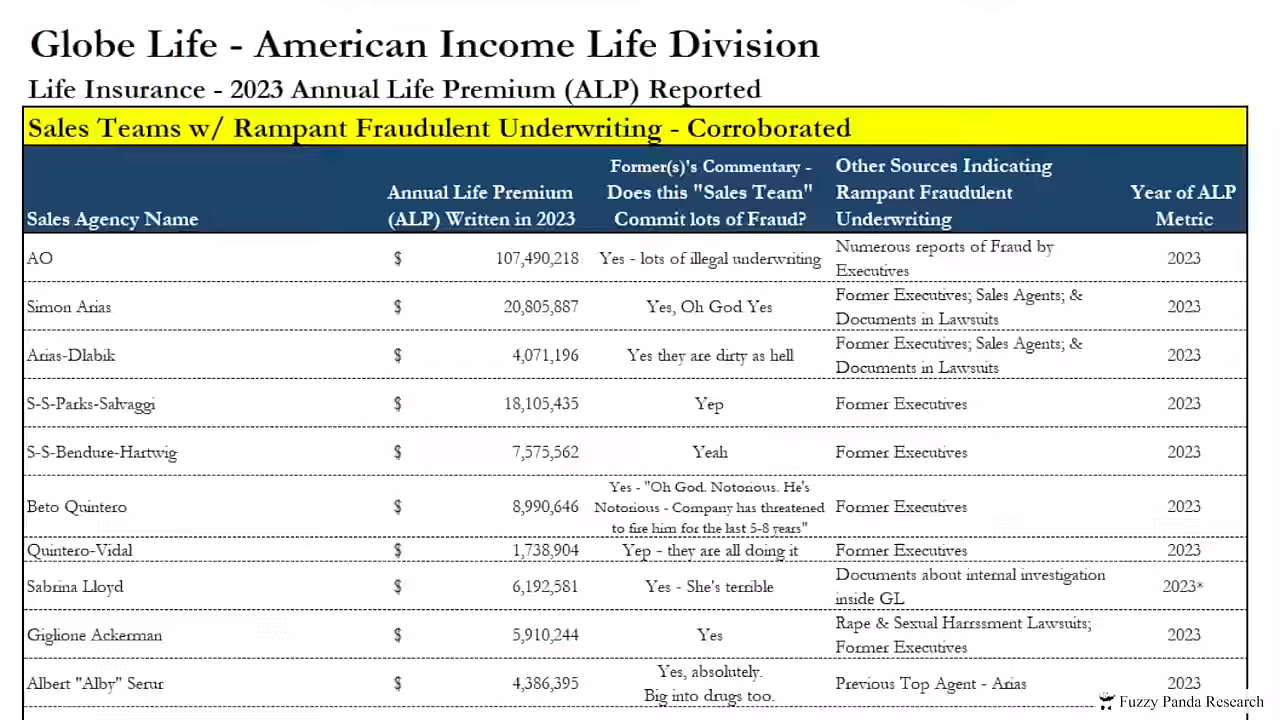 Globe Life - American Income Life Division
Life Insurance - 2023 Annual Life Premium (ALP) Reported
Sales Teams w/ Rampant Fraudulent Underwriting - Corroborated
Sales Agency Name
Annual Life Premium
(ALP) Written in 2023
Former(s)'s Commentary -
Does this "Sales Team"
Commit lots of Fraud?
Other Sources Indicating
Rampant Fraudulent
Underwriting
Year of ALP
Metric
AO $ 107,490,218 Yes - lots of illegal underwriting
Numerous reports of Fraud by
Executives
2023
Simon Arias $ 20,805,887 Yes, Oh God Yes
Former Executives; Sales Agents; &
Documents in Lawsuits
2023
Arias-Dlabik $ 4,071,196 Yes they are dirty as hell
Former Executives; Sales Agents; &
Documents in Lawsuits
2023
S-S-Parks-Salvaggi $ 18,105,435 Yep Former Executives 2023
S-S-Bendure-Hartwig $ 7,575,562 Yeah Former Executives 2023
Beto Quintero $ 8,990,646
Yes - "Oh God. Notorious. He's
Notorious - Company has threatened
to fire him for the last 5-8 years"
Former Executives 2023
Quintero-Vidal $ 1,738,904 Yep - they are all doing it Former Executives 2023
Sabrina Lloyd $ 6,192,581 Yes - She's terrible
Documents about internal investigation
inside GL
2023*
Giglione Ackerman $ 5,910,244 Yes
Rape & Sexual Harrssment Lawsuits;
Former Executives
2023
Albert "Alby" Serur $ 4,386,395
Yes, absolutely.
Big into drugs too.
Previous Top Agent - Arias 2023
Fuzzy Panda Research